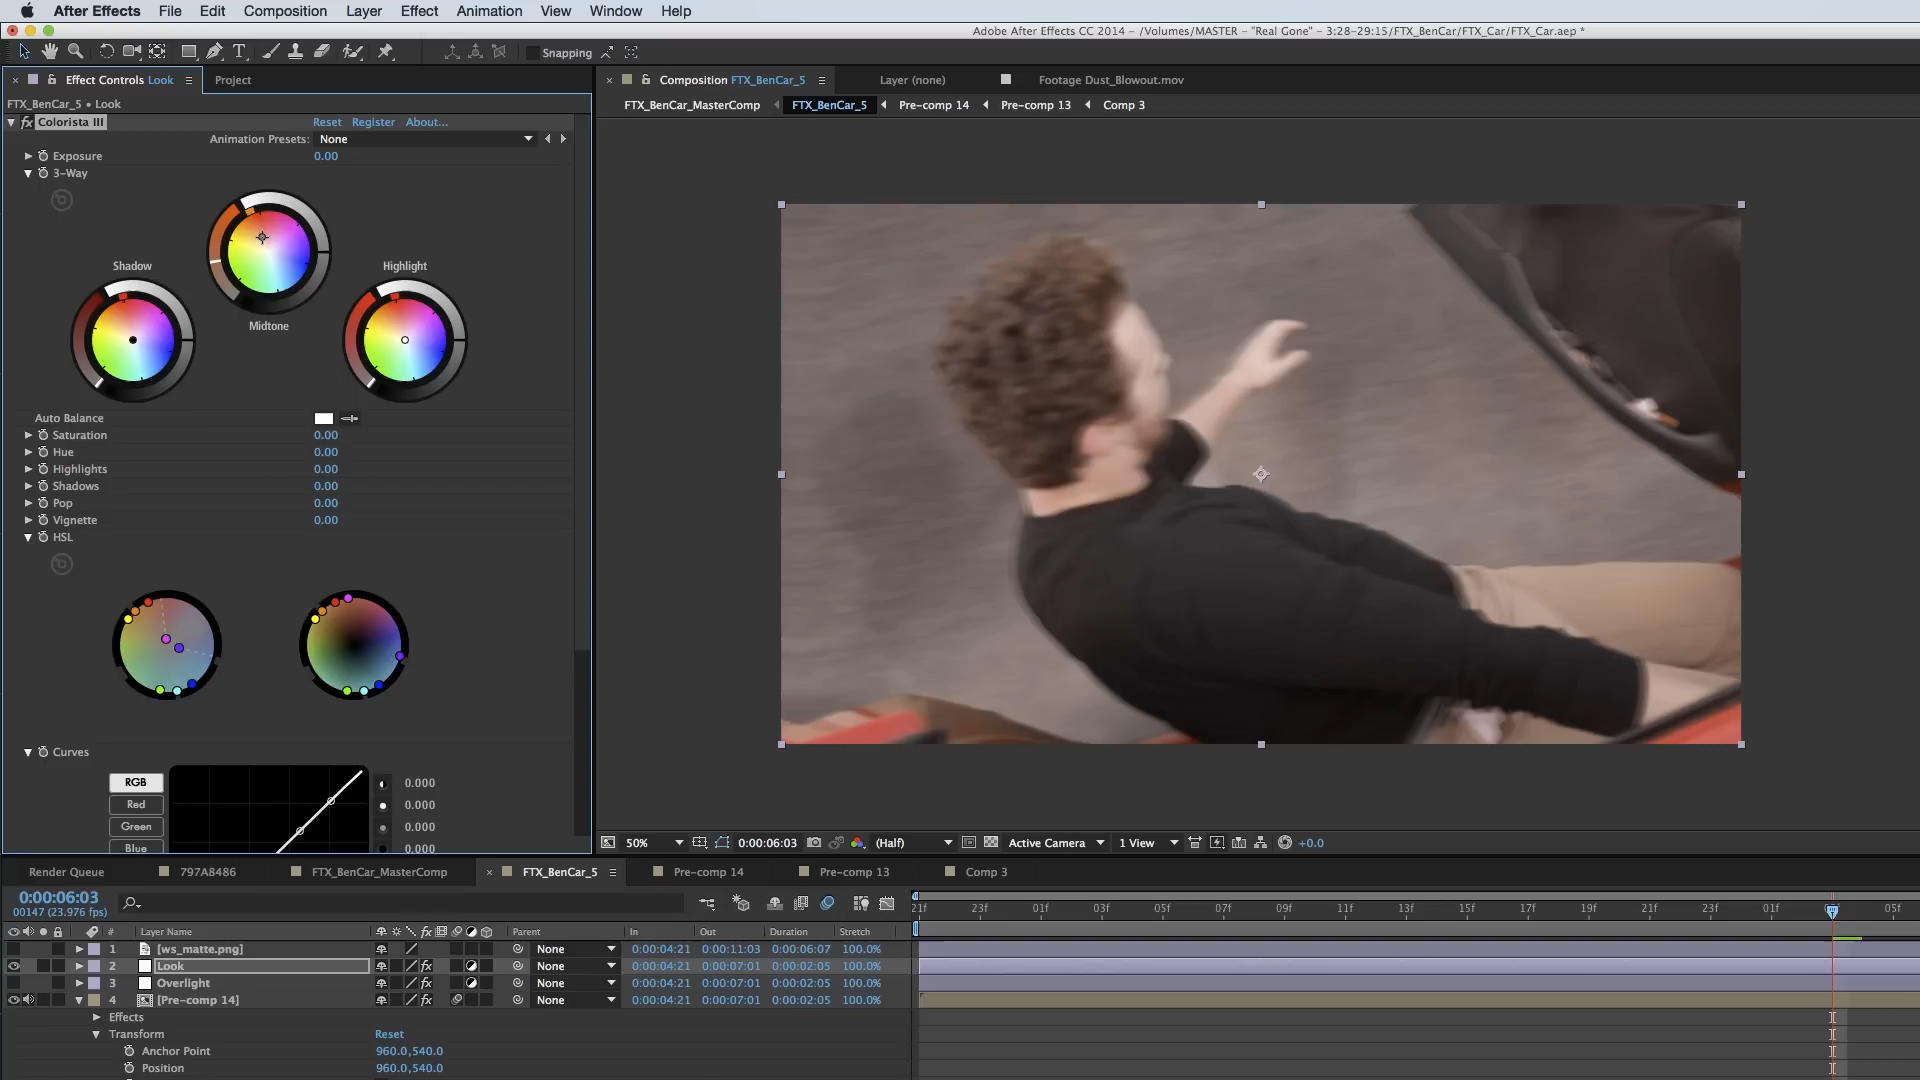 After Effects File Edit Composition Layer Effect Animation View Window Help
Adobe After Effects CC 2014 - /Volumes/MASTER - "Real Gone" - 3:28-29:15/FTX_BenCar/FTX_Car/FTX_Car.aep *
T Snapping
Effect Controls Look Project
Composition FTX_BenCar_5 Layer (none) Footage Dust_Blowout.mov
FTX_BenCar_5 • Look
FTX_BenCar_MasterComp FTX_BenCar_5 Pre-comp 14 Pre-comp 13 Comp 3
fx Colorista III Reset Register About...
Animation Presets: None
Exposure 0.00
3-Way
Shadow Highlight
Midtone
Auto Balance
Saturation 0.00
Hue 0.00
Highlights 0.00
Shadows 0.00
Pop 0.00
Vignette 0.00
HSL
Curves
RGB 0.000
Red 0.000
Green 0.000
Blue 0.000
50% 0:00:06:03 (Half) Active Camera 1 View +0.0
Render Queue 797A8486 FTX_BenCar_MasterComp FTX_BenCar_5 Pre-comp 14 Pre-comp 13 Comp 3
0:00:06:03
00147 (23.976 fps)
21f 23f 01f 03f 05f 07f 09f 11f 13f 15f 17f 19f 21f 23f 01f 05f
# Layer Name fx Parent In Out Duration Stretch
1 [ws_matte.png] None 0:00:04:21 0:00:11:03 0:00:06:07 100.0%
2 Look fx None 0:00:04:21 0:00:07:01 0:00:02:05 100.0%
3 Overlight None 0:00:04:21 0:00:07:01 0:00:02:05 100.0%
4 [Pre-comp 14] fx None 0:00:04:21 0:00:07:01 0:00:02:05 100.0%
Effects
Transform Reset
Anchor Point 960.0,540.0
Position 960.0,540.0